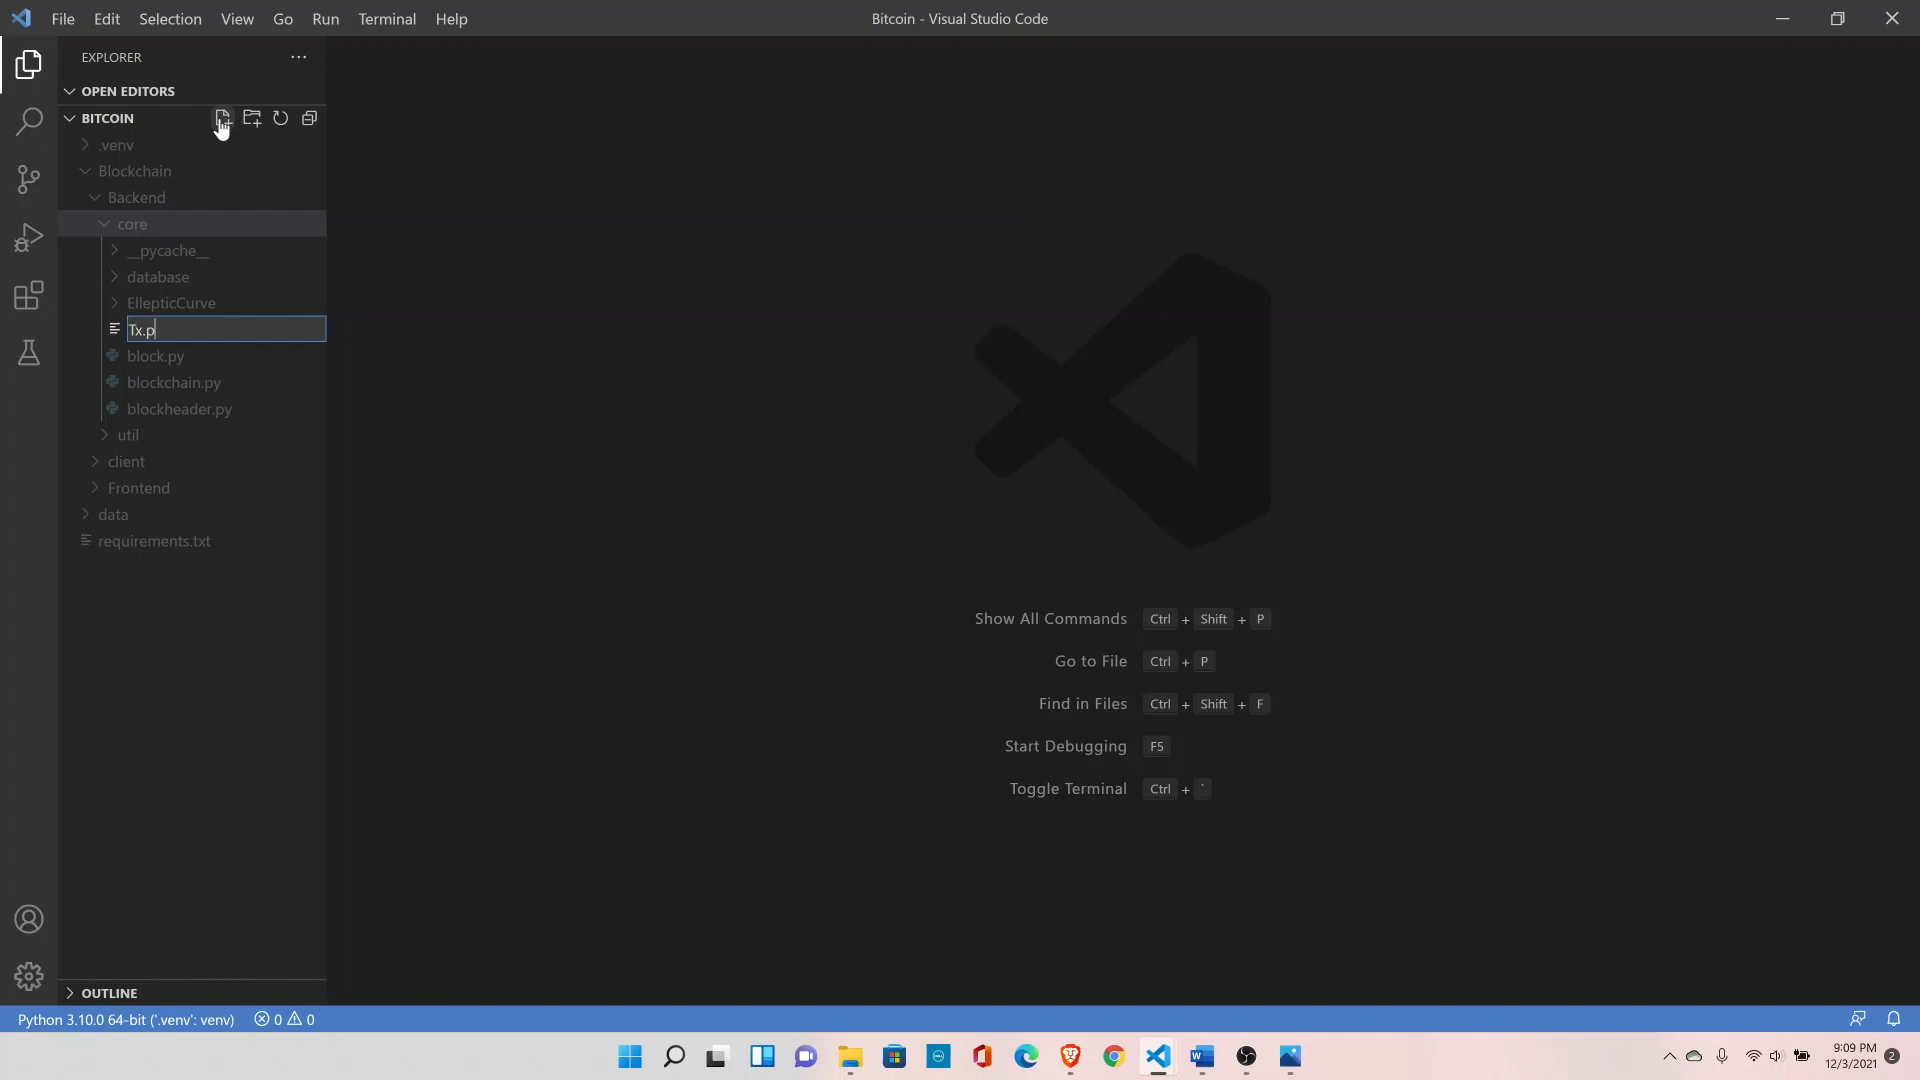 File Edit Selection View Go Run Terminal Help
Bitcoin - Visual Studio Code
EXPLORER
OPEN EDITORS
BITCOIN
.venv
Blockchain
Backend
core
__pycache__
database
EllepticCurve
Tx.p
block.py
blockchain.py
blockheader.py
util
client
Frontend
data
requirements.txt
Show All Commands Ctrl + Shift + P
Go to File Ctrl + P
Find in Files Ctrl + Shift + F
Start Debugging F5
Toggle Terminal Ctrl + `
OUTLINE
Python 3.10.0 64-bit ('.venv': venv) 0 0
9:09 PM
12/3/2021 2